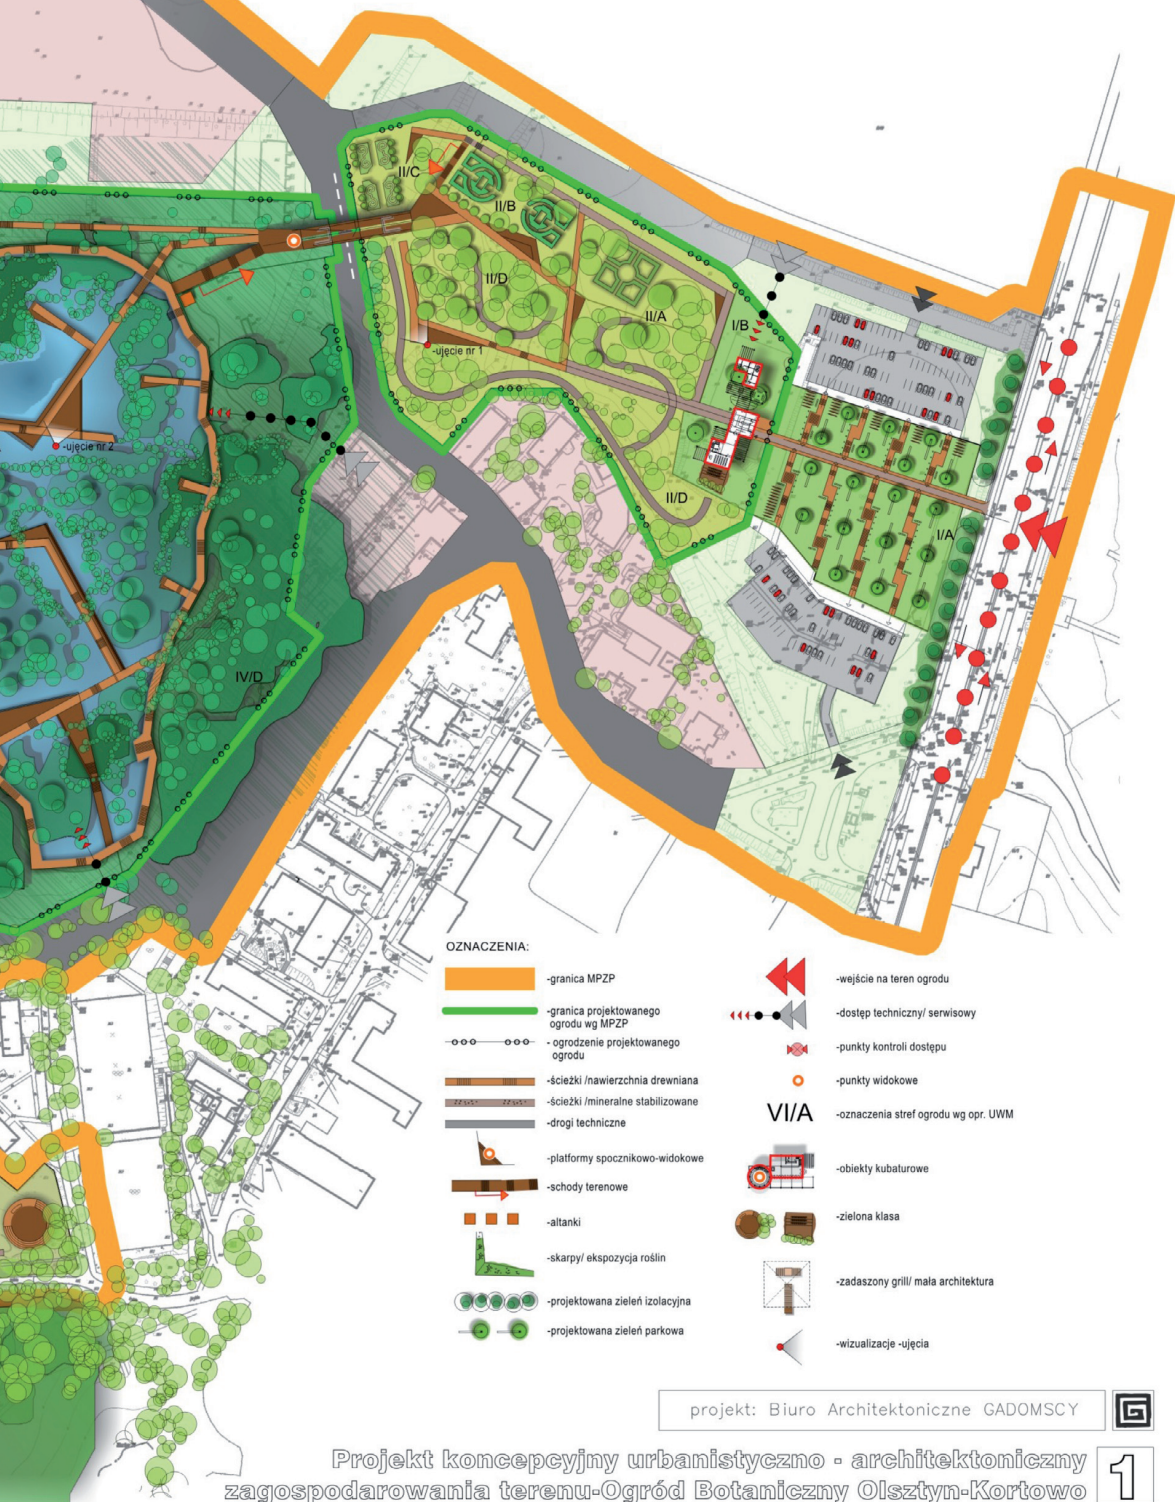 II/C
II/B
II/D
II/A
I/B
-ujęcie nr 1
-ujęcie nr 2
II/D
I/A
IV/D
OZNACZENIA:
-granica MPZP
-granica projektowanego
ogrodu wg MPZP
- ogrodzenie projektowanego
ogrodu
-ścieżki /nawierzchnia drewniana
-ścieżki /mineralne stabilizowane
-drogi techniczne
-platformy spocznikowo-widokowe
-schody terenowe
-altanki
-skarpy/ ekspozycja roślin
-projektowana zieleń izolacyjna
-projektowana zieleń parkowa
-wejście na teren ogrodu
-dostęp techniczny/ serwisowy
-punkty kontroli dostępu
-punkty widokowe
VI/A
-oznaczenia stref ogrodu wg opr. UWM
-obiekty kubaturowe
-zielona klasa
-zadaszony grill/ mała architektura
-wizualizacje -ujęcia
projekt: Biuro Architektoniczne GADOMSCY
Projekt koncepcyjny urbanistyczno - architektoniczny
zagospodarowania terenu-Ogród Botaniczny Olsztyn-Kortowo
1